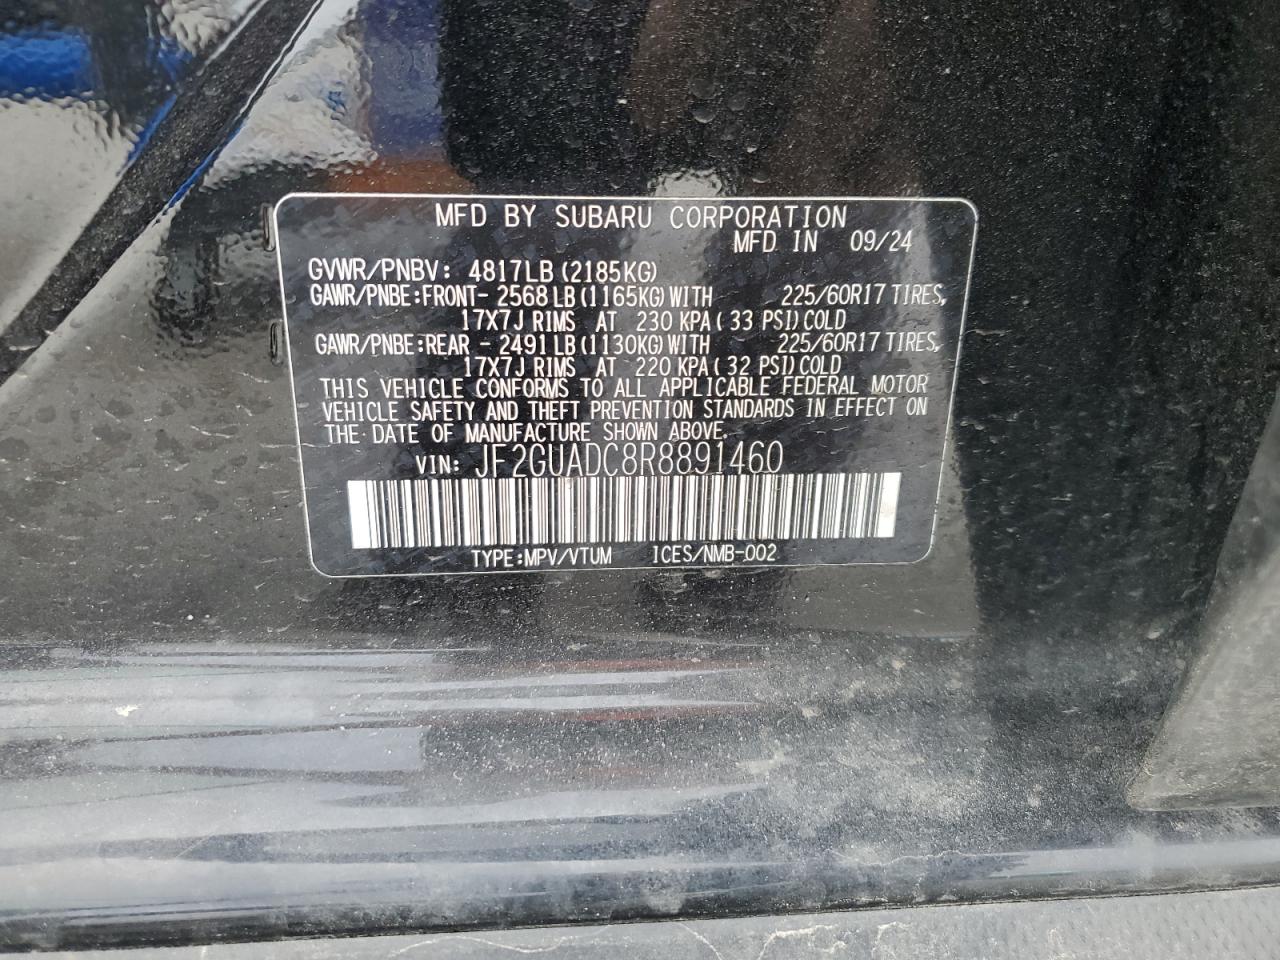 MFD BY SUBARU CORPORATION
MFD IN 09/24
GVWR/PNBV: 4817LB (2185KG)
GAWR/PNBE:FRONT- 2568 LB (1165KG) WITH 225/60R17 TIRES,
17X7J RIMS AT 230 KPA ( 33 PSI) COLD
GAWR/PNBE:REAR - 2491 LB (1130KG) WITH 225/60R17 TIRES,
17X7J RIMS AT 220 KPA ( 32 PSI) COLD
THIS VEHICLE CONFORMS TO ALL APPLICABLE FEDERAL MOTOR
VEHICLE SAFETY AND THEFT PREVENTION STANDARDS IN EFFECT ON
THE DATE OF MANUFACTURE SHOWN ABOVE.
VIN: JF2GUADC8R8891460
TYPE:MPV/VTUM ICES/NMB-002